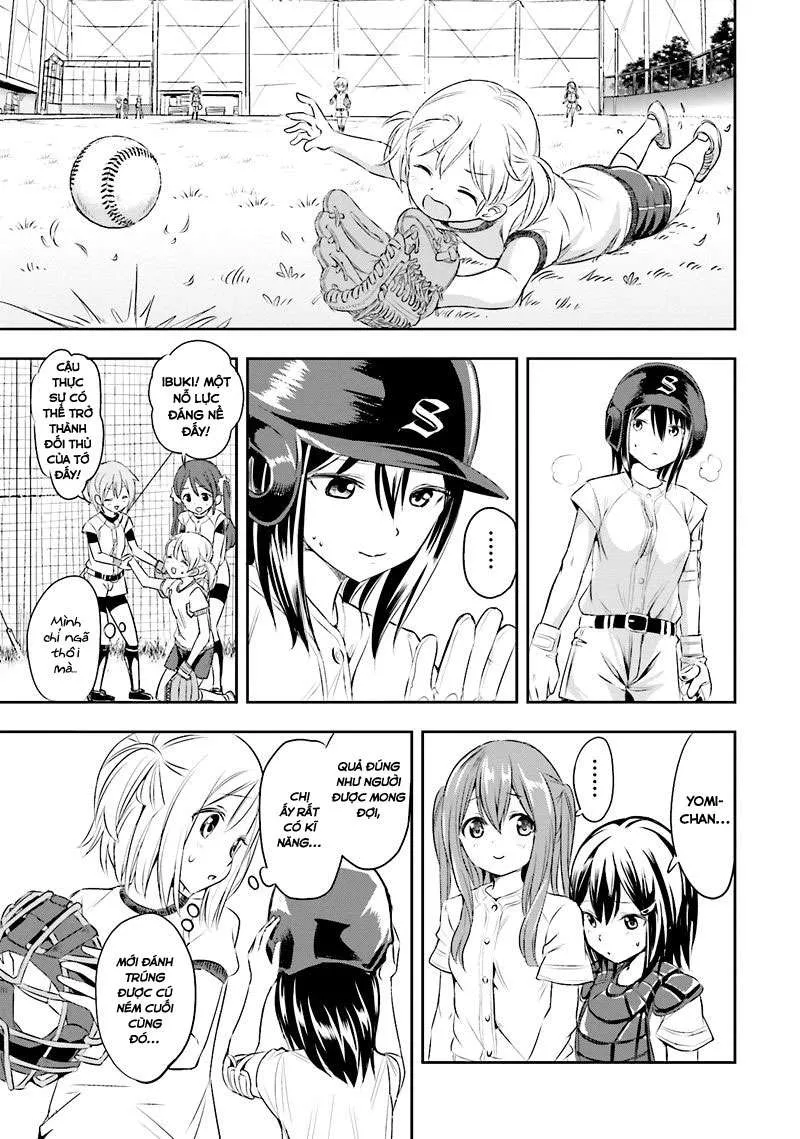 S
IBUKI! MỘT
NỖ LỰC
ĐÁNG NỂ
ĐẤY!
CẬU
THỰC
SỰ CÓ
THỂ TRỞ
THÀNH
ĐỐI THỦ
CỦA TỚ
ĐẤY!
Mình
chỉ ngã
thôi
mà..
S
......
YOMI-
CHAN...
......
QUẢ ĐÚNG
NHƯ NGƯỜI
ĐƯỢC MONG
ĐỢI,
CHỊ
ẤY RẤT
CÓ KĨ
NĂNG...
MỚI ĐÁNH
TRÚNG
ĐƯỢC CÚ
NÉM CUỐI
CÙNG
ĐÓ...